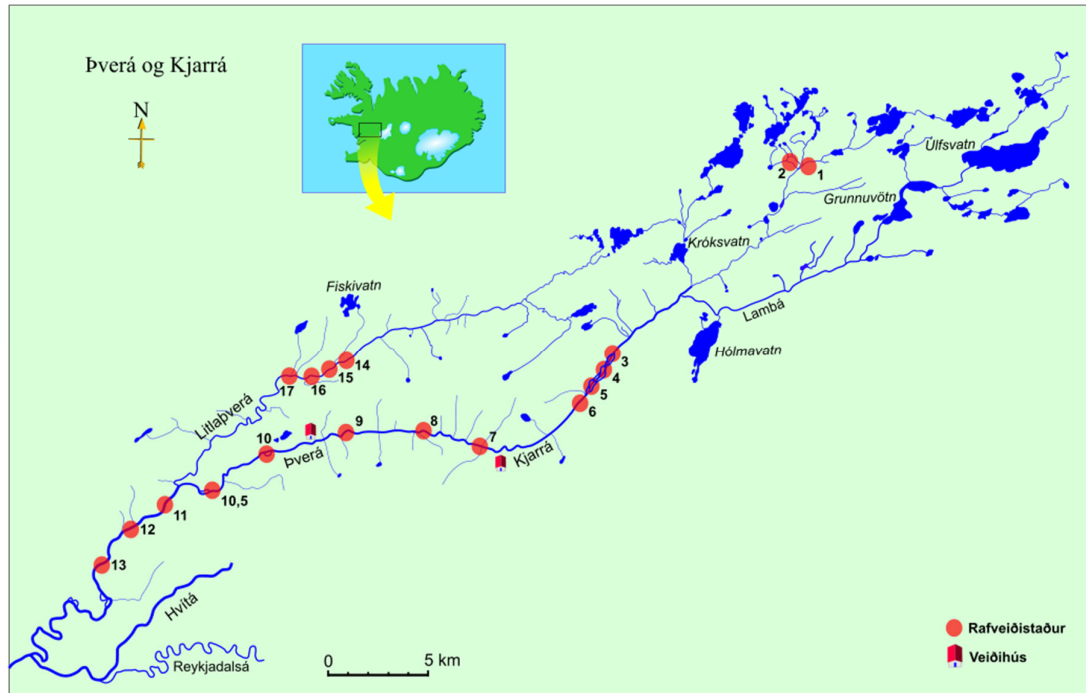 Þverá og Kjarrá
N
Úlfsvatn
2
1
Grunnuvötn
Króksvatn
Fiskivatn
Lambá
Hólmavatn
3
14
4
15
16
17
5
6
Litlaþverá
9
8
7
10
Þverá
Kjarrá
10,5
11
12
13
Hvítá
Reykjadalsá
0
5 km
Rafveiðistaður
Veiðihús